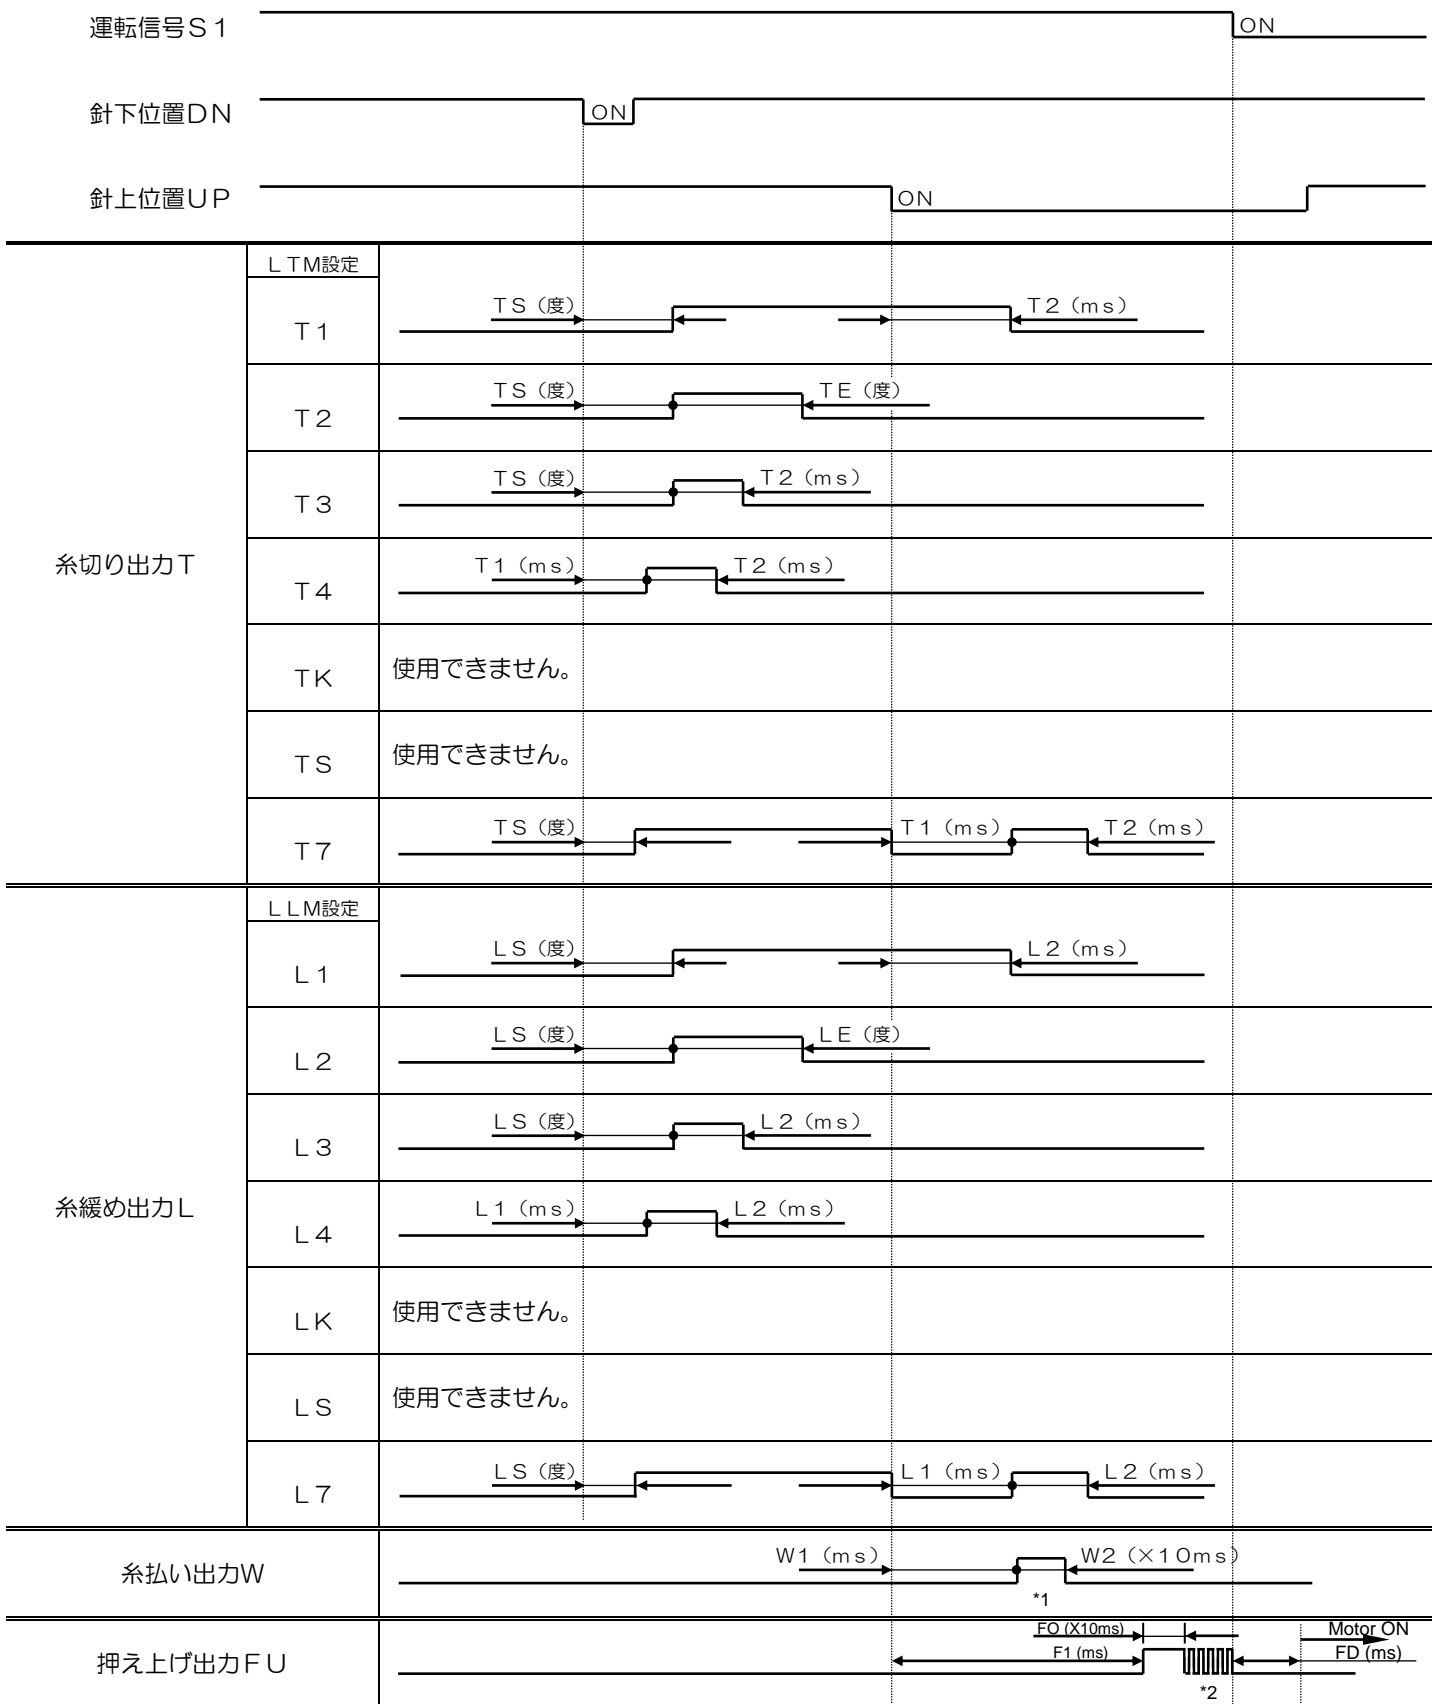 運転信号S1
ON
針下位置DN
ON
針上位置UP
ON
LTM設定
T1
TS(度)
T2(ms)
T2
TS(度)
TE(度)
T3
TS(度)
T2(ms)
糸切り出力T
T4
T1(ms)
T2(ms)
TK
使用できません。
TS
使用できません。
T7
TS(度)
T1(ms)
T2(ms)
LLM設定
L1
LS(度)
L2(ms)
L2
LS(度)
LE(度)
L3
LS(度)
L2(ms)
糸緩め出力L
L4
L1(ms)
L2(ms)
LK
使用できません。
LS
使用できません。
L7
LS(度)
L1(ms)
L2(ms)
糸払い出力W
W1(ms)
W2(×10ms)
*1
押え上げ出力FU
FO (X10ms)
Motor ON
F1 (ms)
FD (ms)
*2